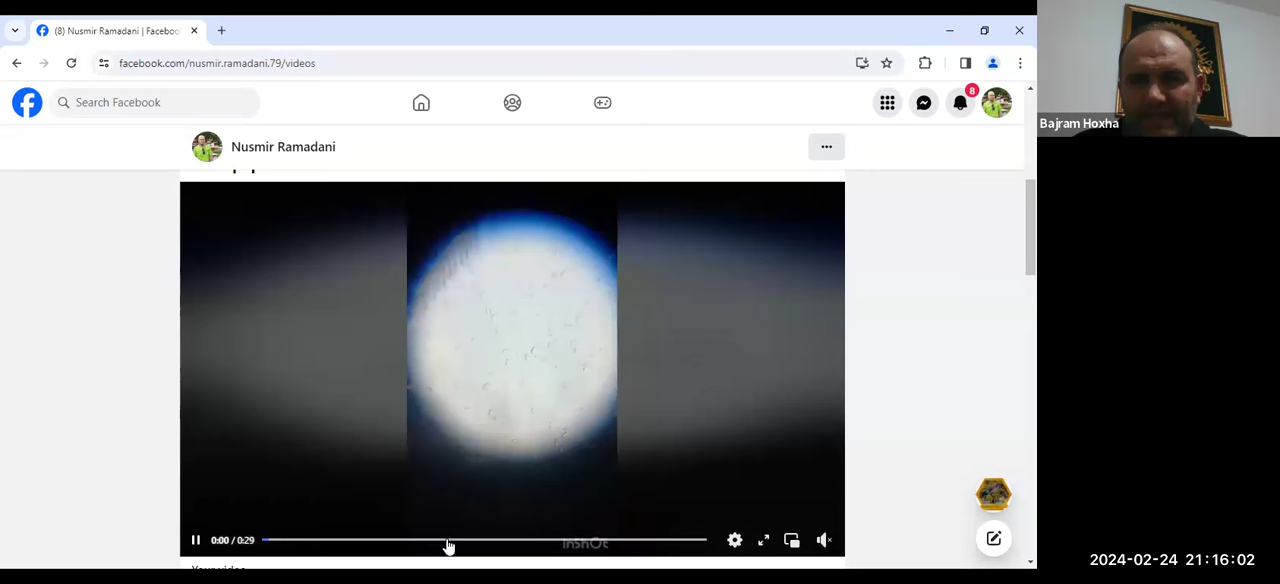 (8) Nusmir Ramadani | Faceboo
facebook.com/nusmir.ramadani.79/videos
Search Facebook
8
Nusmir Ramadani
Bajram Hoxha
0:00 / 0:29
InShOt
2024-02-24 21:16:02